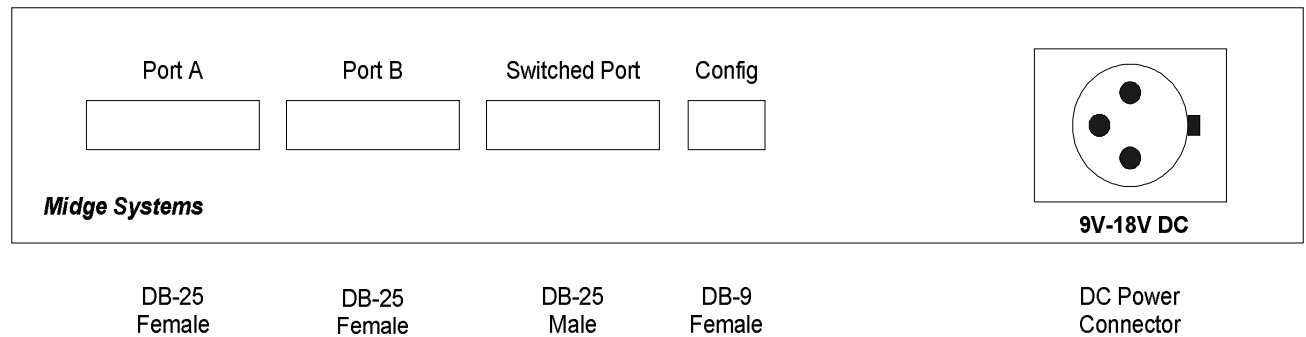 Port A Port B Switched Port Config
Midge Systems
9V-18V DC
DB-25 DB-25 DB-25 DB-9 DC Power
Female Female Male Female Connector